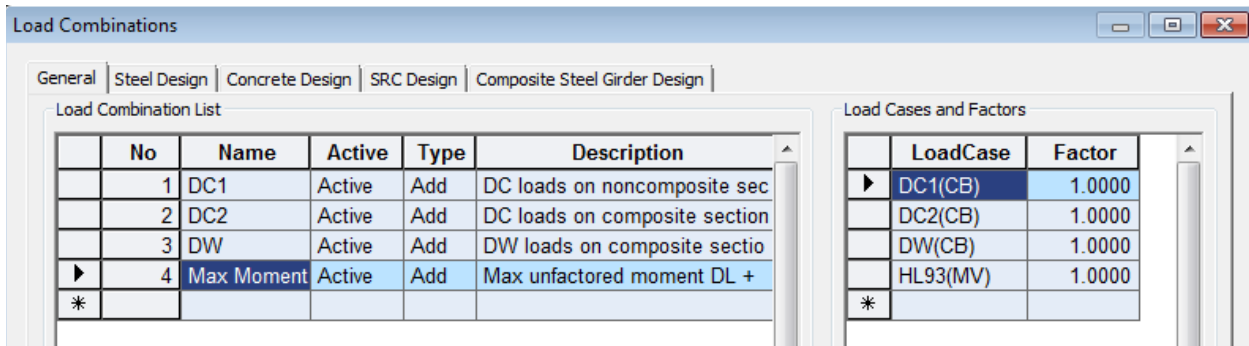 Load Combinations
General Steel Design Concrete Design SRC Design Composite Steel Girder Design
Load Combination List
No Name Active Type Description
1 DC1 Active Add DC loads on noncomposite sec
2 DC2 Active Add DC loads on composite section
3 DW Active Add DW loads on composite sectio
4 Max Moment Active Add Max unfactored moment DL +
*
Load Cases and Factors
LoadCase Factor
DC1(CB) 1.0000
DC2(CB) 1.0000
DW(CB) 1.0000
HL93(MV) 1.0000
*